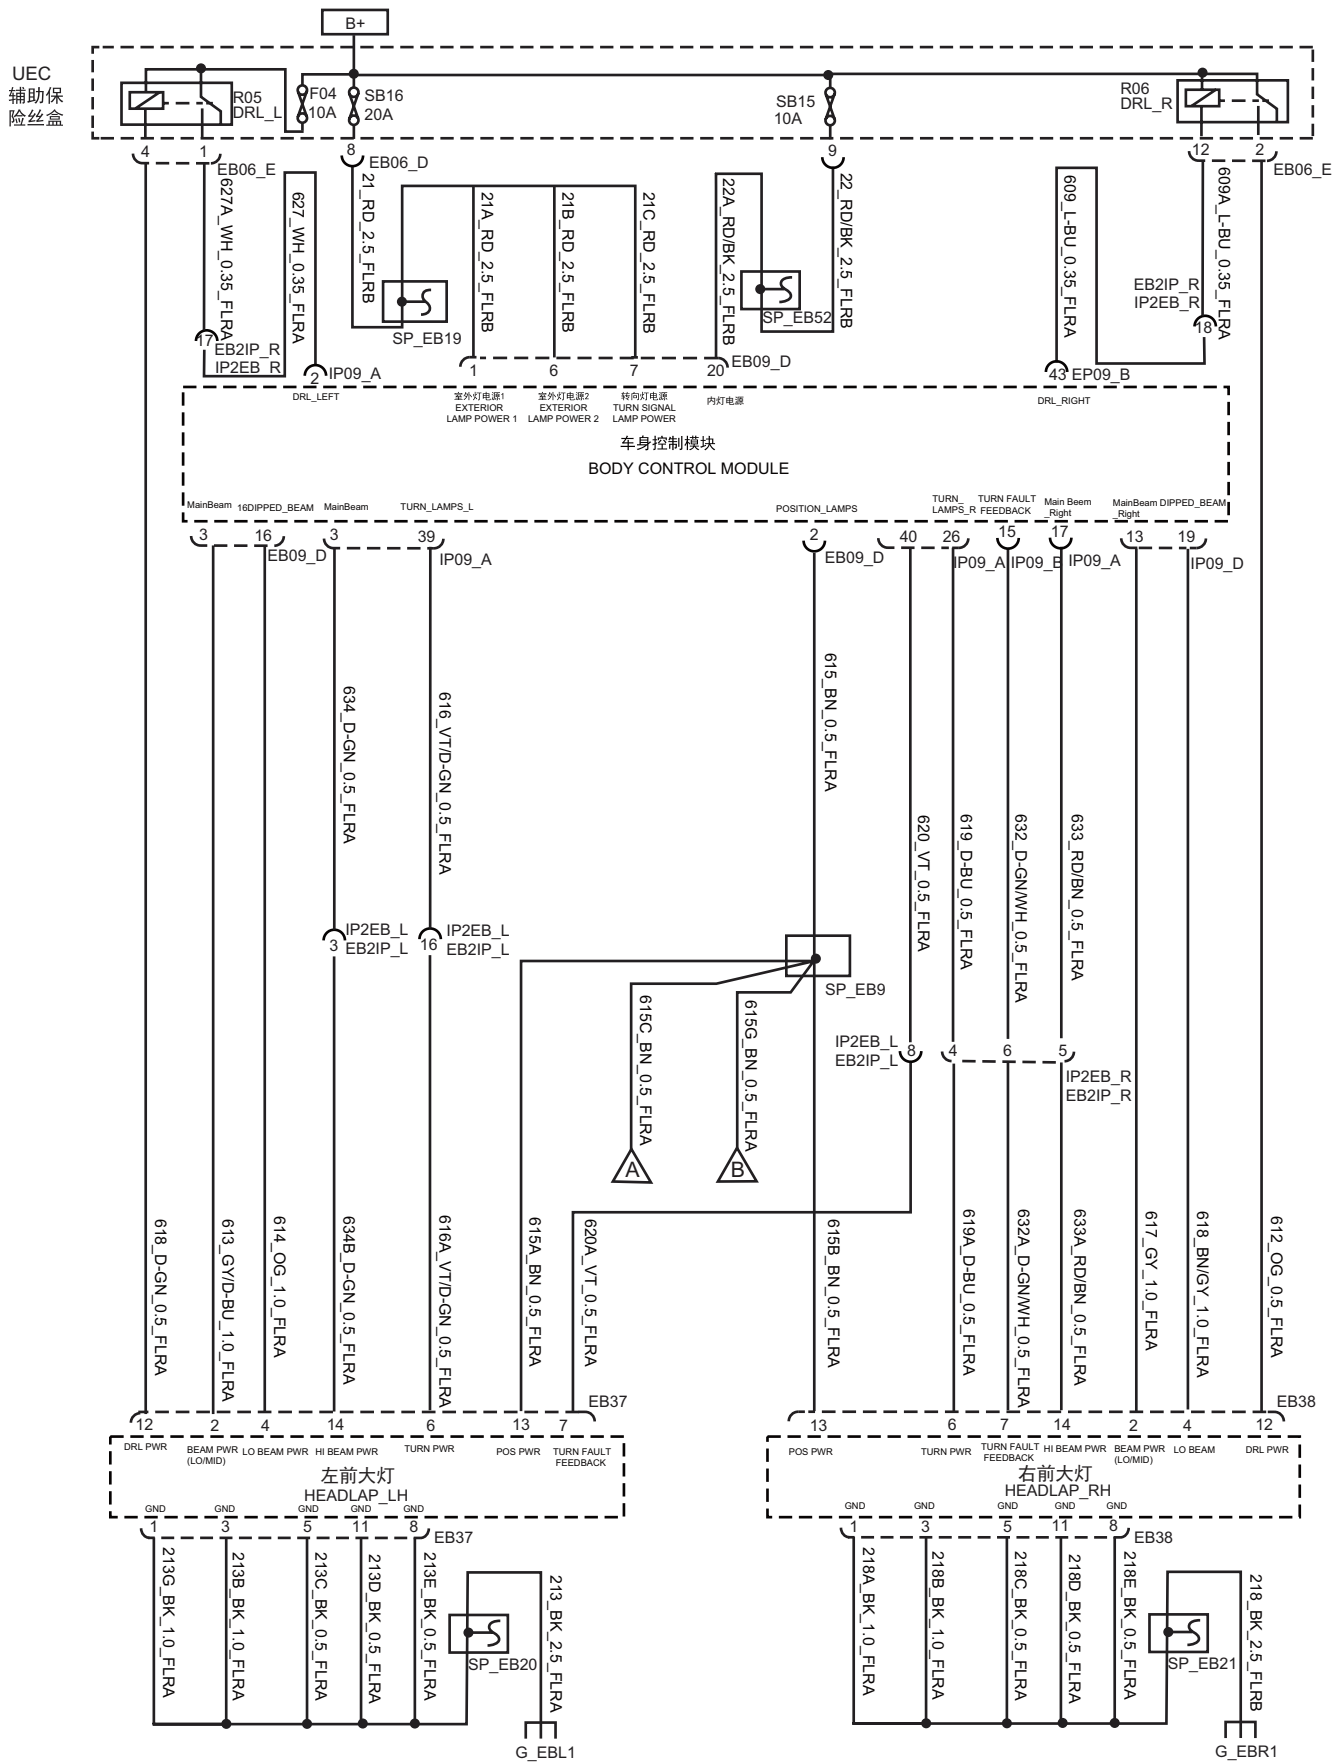 B+
UEC
辅助保
险丝盒
R05
DRL_L
F04
10A
SB16
20A
SB15
10A
R06
DRL_R
4
1
EB06_E
8
EB06_D
9
12
2
EB06_E
627A_WH_0.35_FLRA
627_WH_0.35_FLRA
21_RD_2.5_FLRB
21A_RD_2.5_FLRB
21B_RD_2.5_FLRB
21C_RD_2.5_FLRB
22A_RD/BK_2.5_FLRB
22_RD/BK_2.5_FLRB
609_L-BU_0.35_FLRA
609A_L-BU_0.35_FLRA
SP_EB19
SP_EB52
EB2IP_R
IP2EB_R
18
17
EB2IP_R
IP2EB_R
2
IP09_A
1
6
7
20
EB09_D
43
EP09_B
DRL_LEFT
室外灯电源1
EXTERIOR
LAMP POWER 1
室外灯电源2
EXTERIOR
LAMP POWER 2
转向灯电源
TURN SIGNAL
LAMP POWER
内灯电源
DRL_RIGHT
车身控制模块
BODY CONTROL MODULE
MainBeam
16DIPPED_BEAM
MainBeam
TURN_LAMPS_L
POSITION_LAMPS
TURN_
LAMPS_R
TURN FAULT
FEEDBACK
Main Beem
_Right
MainBeam
_Right
DIPPED_BEAM
3
16
EB09_D
3
39
IP09_A
2
EB09_D
40
26
IP09_A
15
IP09_B
17
IP09_A
13
19
IP09_D
634_D-GN_0.5_FLRA
616_VT/D-GN_0.5_FLRA
615_BN_0.5_FLRA
620_VT_0.5_FLRA
619_D-BU_0.5_FLRA
632_D-GN/WH_0.5_FLRA
633_RD/BN_0.5_FLRA
3
IP2EB_L
EB2IP_L
16
IP2EB_L
EB2IP_L
SP_EB9
615C_BN_0.5_FLRA
615G_BN_0.5_FLRA
IP2EB_L
EB2IP_L
8
4
6
5
IP2EB_R
EB2IP_R
A
B
618_D-GN_0.5_FLRA
613_GY/D-BU_1.0_FLRA
614_OG_1.0_FLRA
634B_D-GN_0.5_FLRA
616A_VT/D-GN_0.5_FLRA
615A_BN_0.5_FLRA
620A_VT_0.5_FLRA
615B_BN_0.5_FLRA
619A_D-BU_0.5_FLRA
632A_D-GN/WH_0.5_FLRA
633A_RD/BN_0.5_FLRA
617_GY_1.0_FLRA
618_BN/GY_1.0_FLRA
612_OG_0.5_FLRA
EB37
EB38
12
2
4
14
6
13
7
13
6
7
14
2
4
12
DRL PWR
BEAM PWR
(LO/MID)
LO BEAM PWR
HI BEAM PWR
TURN PWR
POS PWR
TURN FAULT
FEEDBACK
POS PWR
TURN PWR
TURN FAULT
FEEDBACK
HI BEAM PWR
BEAM PWR
(LO/MID)
LO BEAM
DRL PWR
左前大灯
HEADLAP_LH
右前大灯
HEADLAP_RH
GND
GND
GND
GND
GND
GND
GND
GND
GND
GND
1
3
5
11
8
EB37
1
3
5
11
8
EB38
213G_BK_1.0_FLRA
213B_BK_1.0_FLRA
213C_BK_0.5_FLRA
213D_BK_0.5_FLRA
213E_BK_0.5_FLRA
213_BK_2.5_FLRA
218A_BK_1.0_FLRA
218B_BK_1.0_FLRA
218C_BK_0.5_FLRA
218D_BK_0.5_FLRA
218E_BK_0.5_FLRA
218_BK_2.5_FLRB
SP_EB20
SP_EB21
G_EBL1
G_EBR1